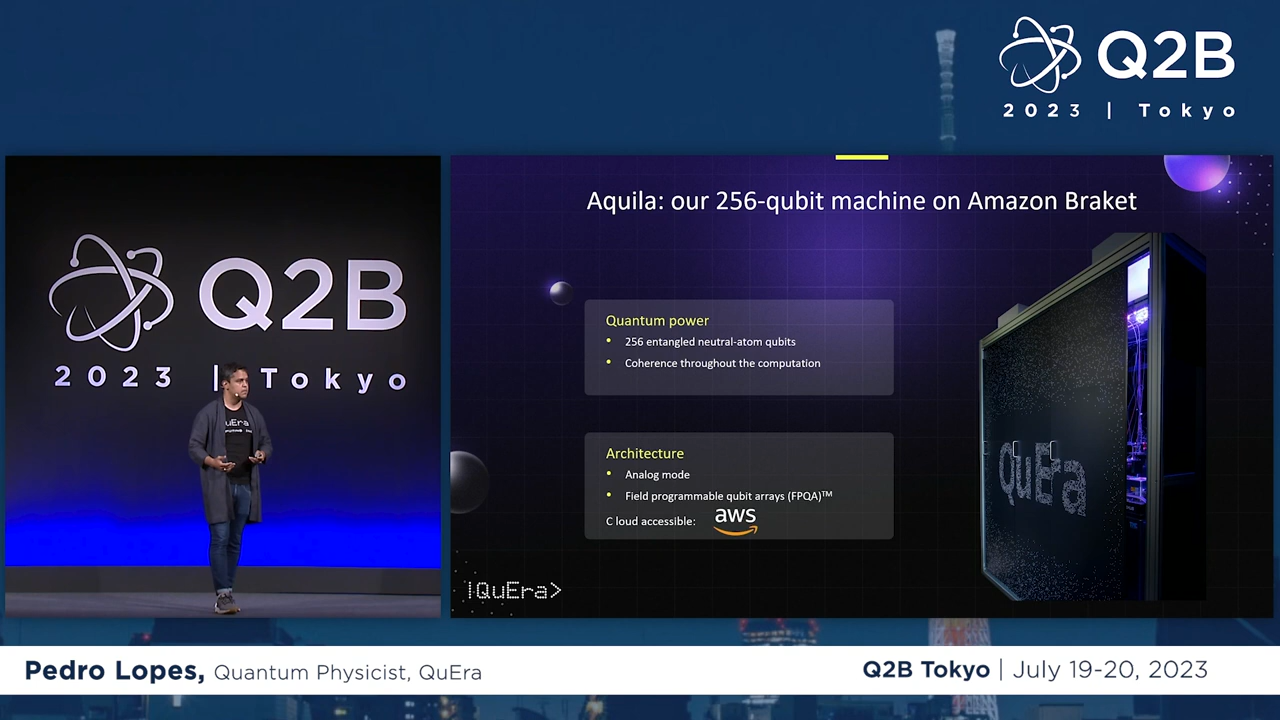 Q2B
2023 | Tokyo
Q2B
2023 | Tokyo
QuEra
Aquila: our 256-qubit machine on Amazon Braket
Quantum power
• 256 entangled neutral-atom qubits
• Coherence throughout the computation
Architecture
• Analog mode
• Field programmable qubit arrays (FPQA)™
C loud accessible: aws
QuEra
|QuEra>
Pedro Lopes, Quantum Physicist, QuEra
Q2B Tokyo | July 19-20, 2023